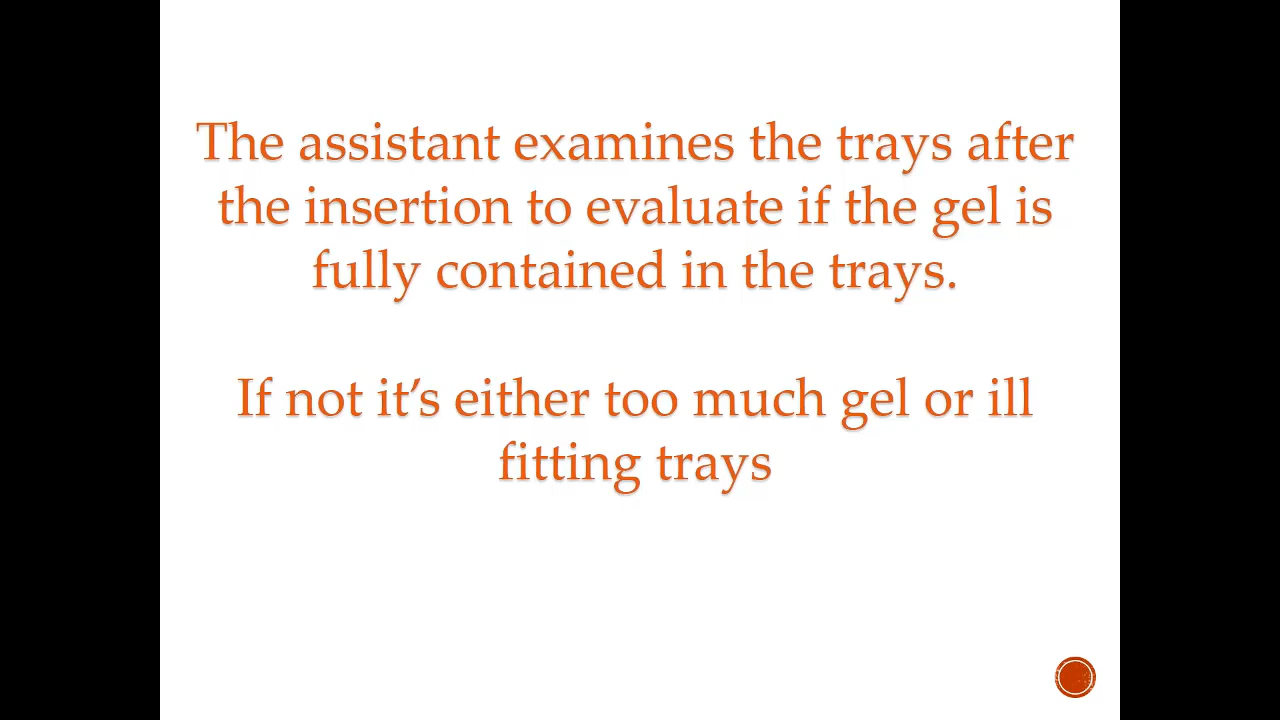 The assistant examines the trays after
the insertion to evaluate if the gel is
fully contained in the trays.
If not it’s either too much gel or ill
fitting trays